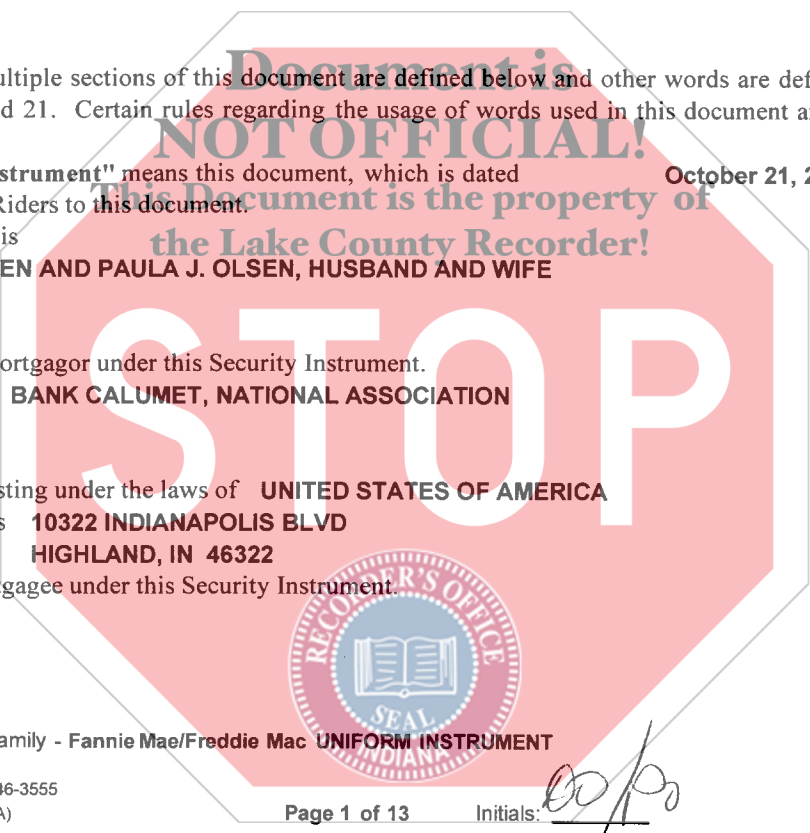 Document is
ultiple sections of this document are defined below and other words are def
d 21. Certain rules regarding the usage of words used in this document a
NOT OFFICIAL!
strument" means this document, which is dated October 21, 2
This Document is the property of
Riders to this document.
is
the Lake County Recorder!
EN AND PAULA J. OLSEN, HUSBAND AND WIFE
STOP
ortgagor under this Security Instrument.
BANK CALUMET, NATIONAL ASSOCIATION
sting under the laws of UNITED STATES OF AMERICA
s 10322 INDIANAPOLIS BLVD
HIGHLAND, IN 46322
gagee under this Security Instrument.
RECORDER'S OFFICE
SEAL
INDIANA
amily - Fannie Mae/Freddie Mac UNIFORM INSTRUMENT
46-3555
A) Page 1 of 13 Initials: